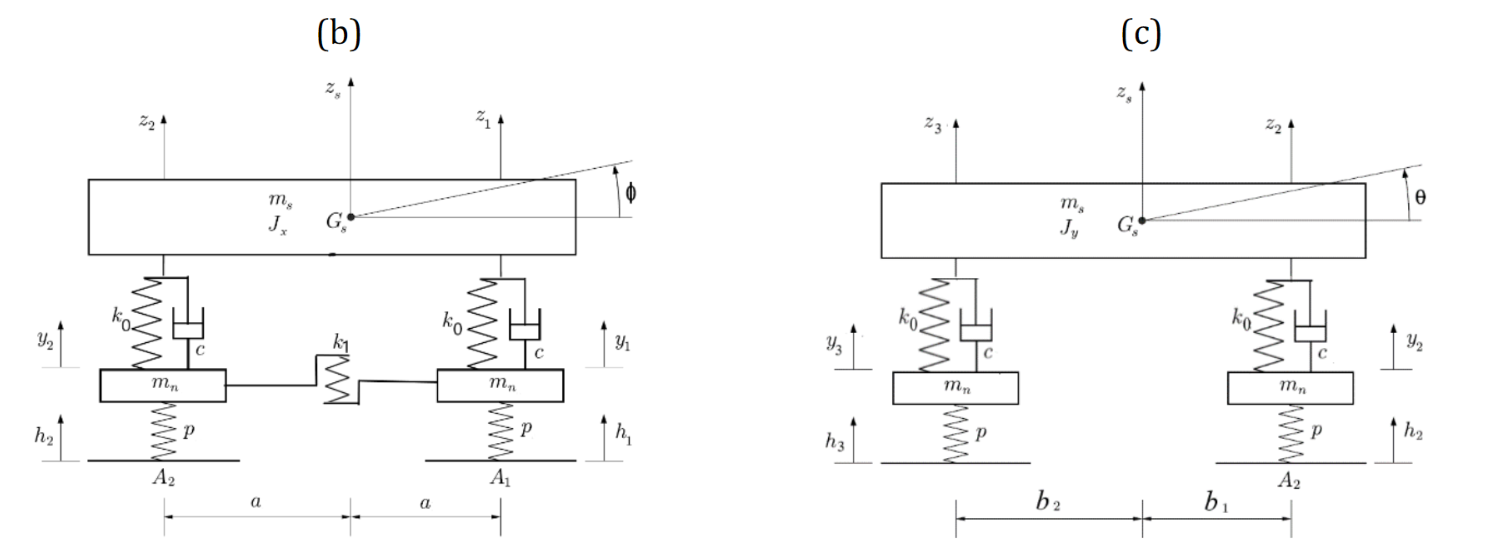 (b) (c)
z_s z_s
z_2 z_1 z_3 z_2
ϕ θ
m_s m_s
J_x G_s J_y G_s
k_0 k_0 k_0 k_0
y_2 c k_1 c y_1 y_3 c c y_2
m_n m_n m_n m_n
h_2 p p h_1 h_3 p p h_2
A_2 A_1 A_2
a a b_2 b_1